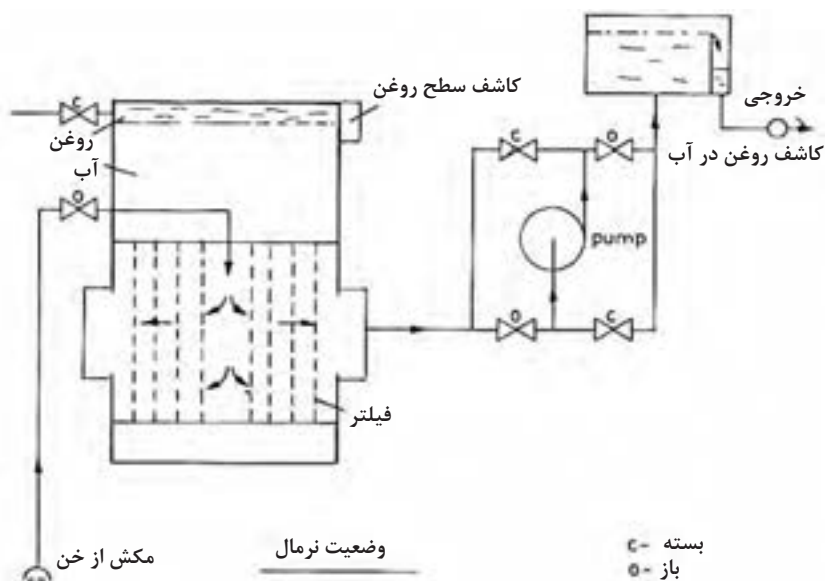 کاشف سطح روغن
خروجی
کاشف روغن در آب
c
روغن
آب
o
c
o
pump
o
c
فیلتر
مکش از خن
وضعیت نرمال
c- بسته
o- باز